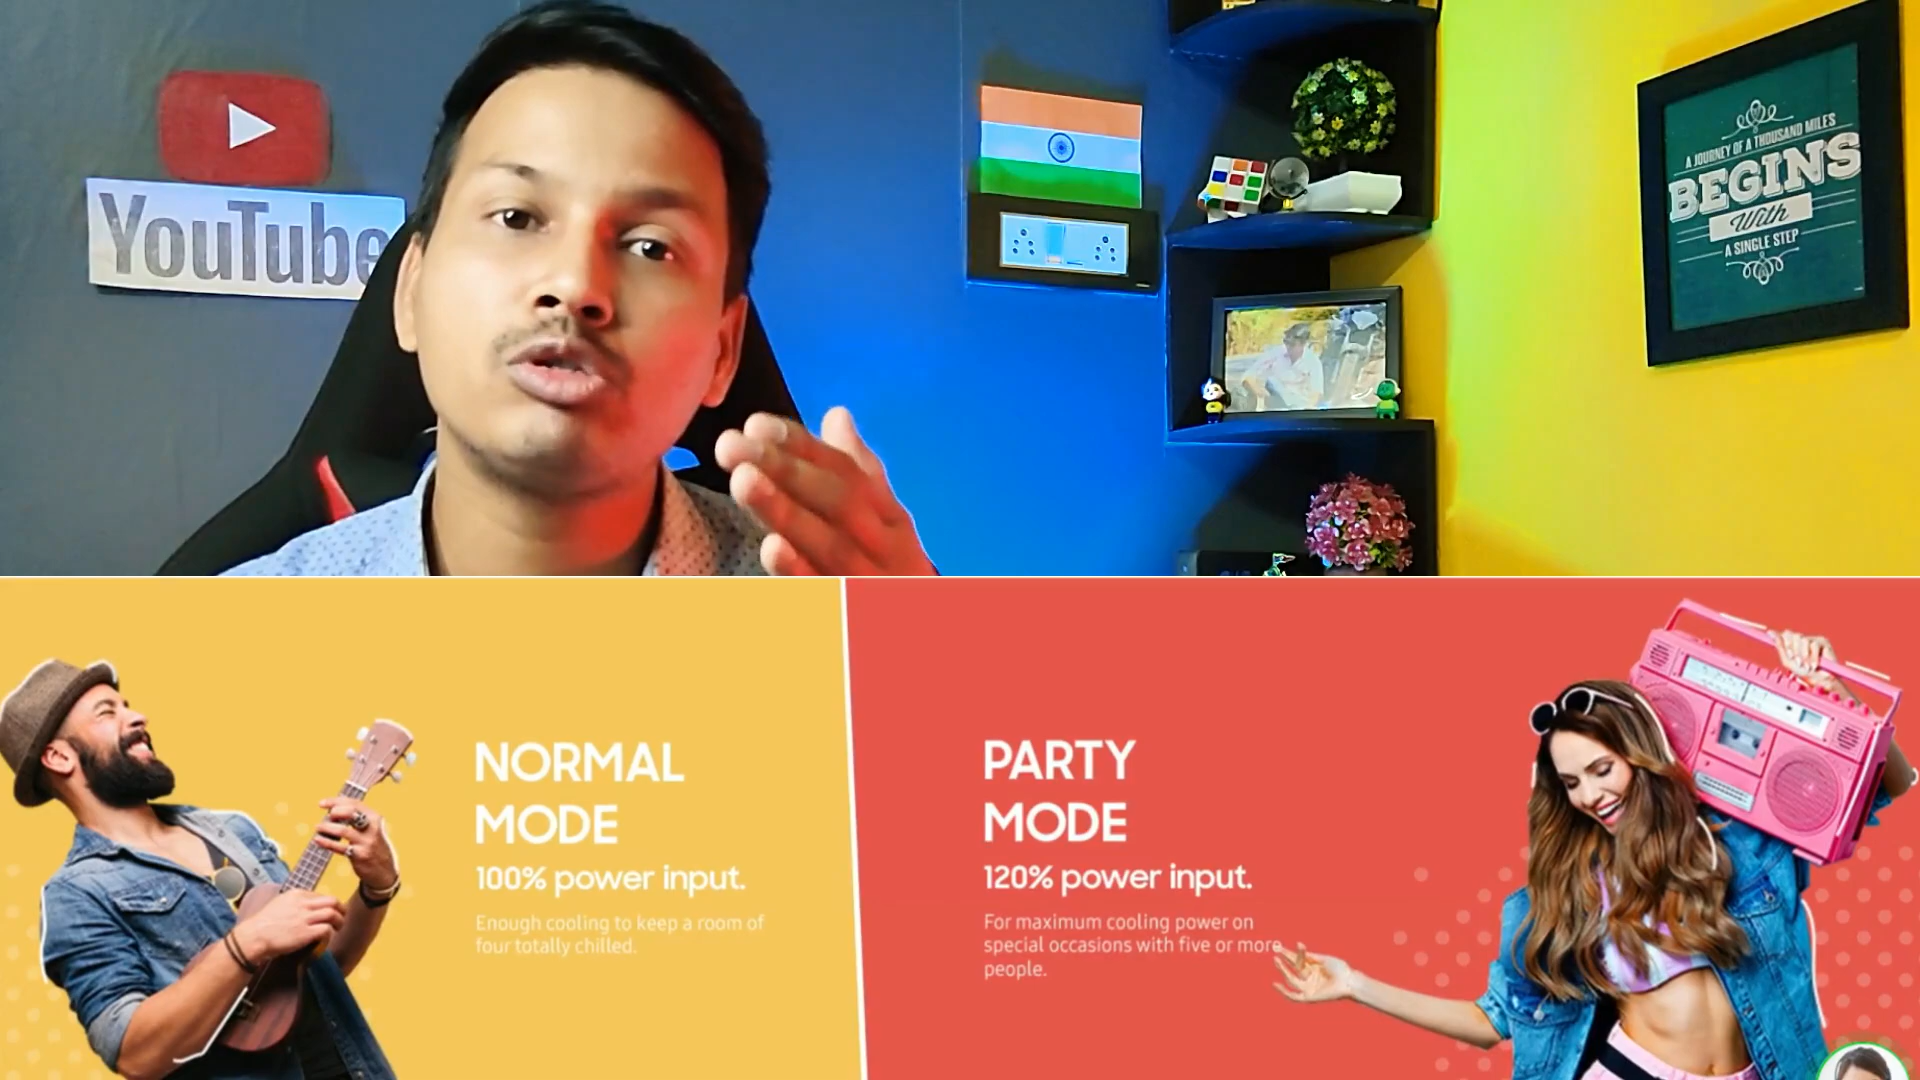 YouTube
A JOURNEY OF A THOUSAND MILES
BEGINS
With
A SINGLE STEP
NORMAL
MODE
100% power input.
Enough cooling to keep a room of
four totally chilled.
PARTY
MODE
120% power input.
For maximum cooling power on
special occasions with five or more
people.